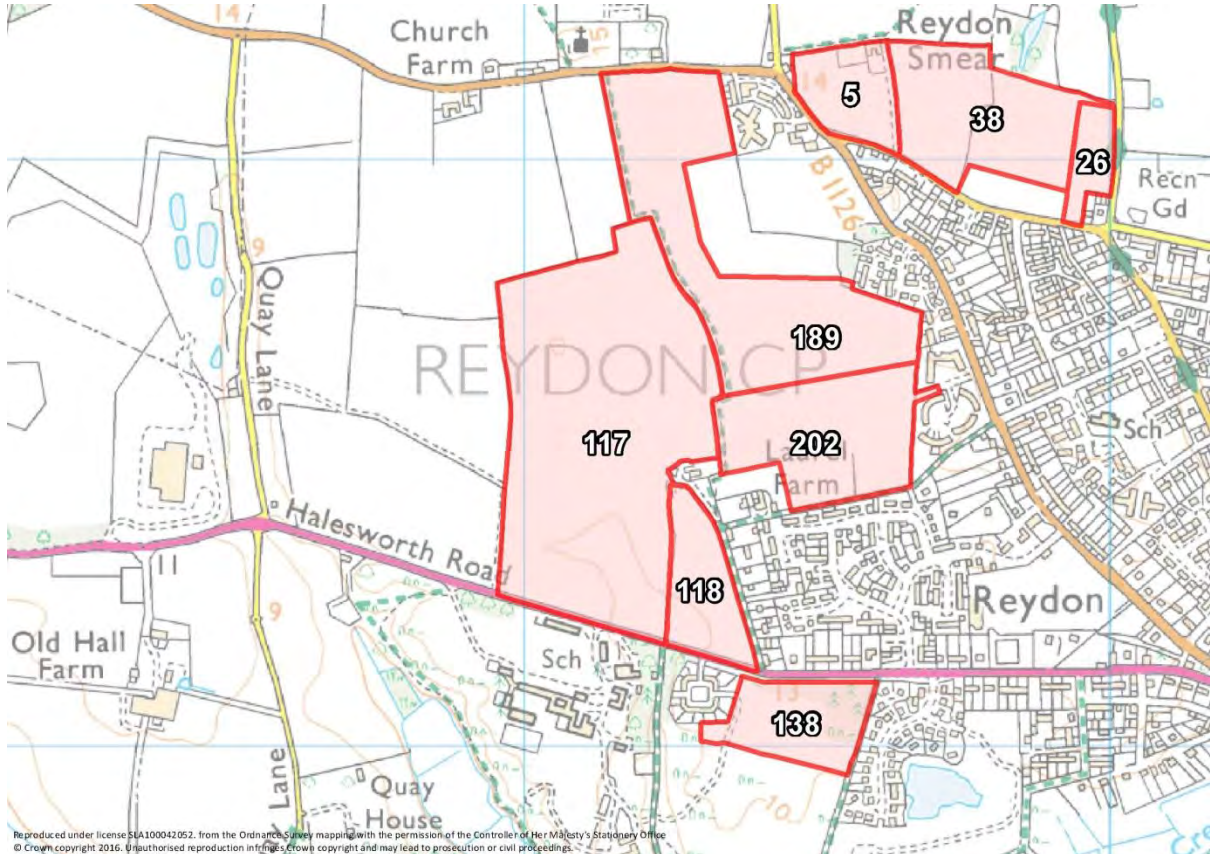 14
Church
Farm
15
Reydon
Smear
14
5
38
26
Recn
Gd
B1126
9
Quay Lane
189
REYDON CP
117
202
Laurel
Farm
Sch
Halesworth Road
11
118
9
Reydon
Old Hall
Farm
Sch
13
138
Quay
House
Lane
10
Reproduced under license SLA100042052. from the Ordnance Survey mapping with the permission of the Controller of Her Majesty's Stationery Office
© Crown copyright 2016. Unauthorised reproduction infringes Crown copyright and may lead to prosecution or civil proceedings.